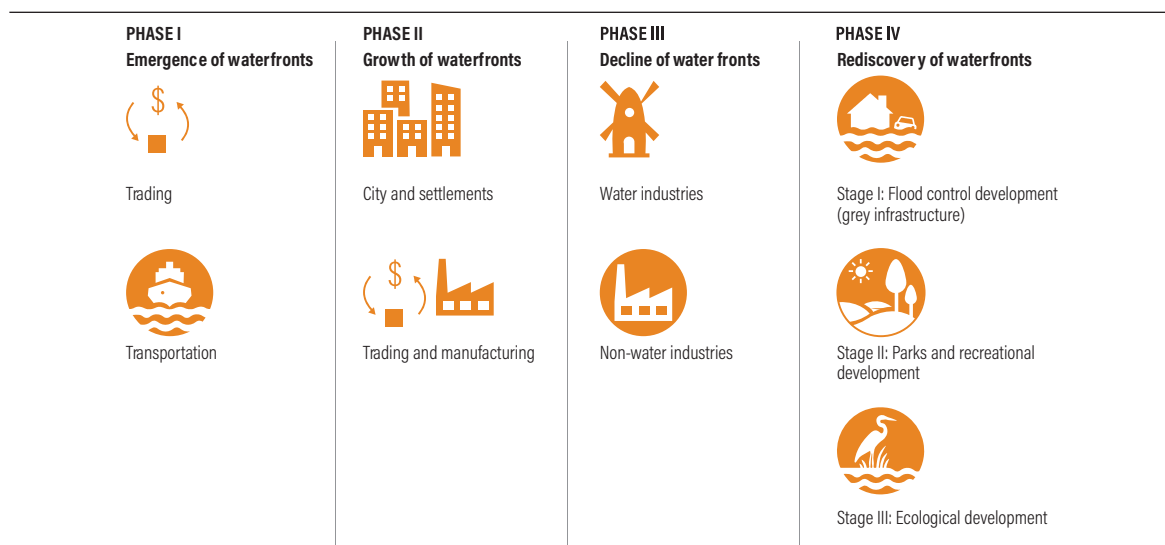 PHASE I
Emergence of waterfronts
$
Trading
Transportation
PHASE II
Growth of waterfronts
City and settlements
$
Trading and manufacturing
PHASE III
Decline of water fronts
Water industries
Non-water industries
PHASE IV
Rediscovery of waterfronts
Stage I: Flood control development
(grey infrastructure)
Stage II: Parks and recreational
development
Stage III: Ecological development